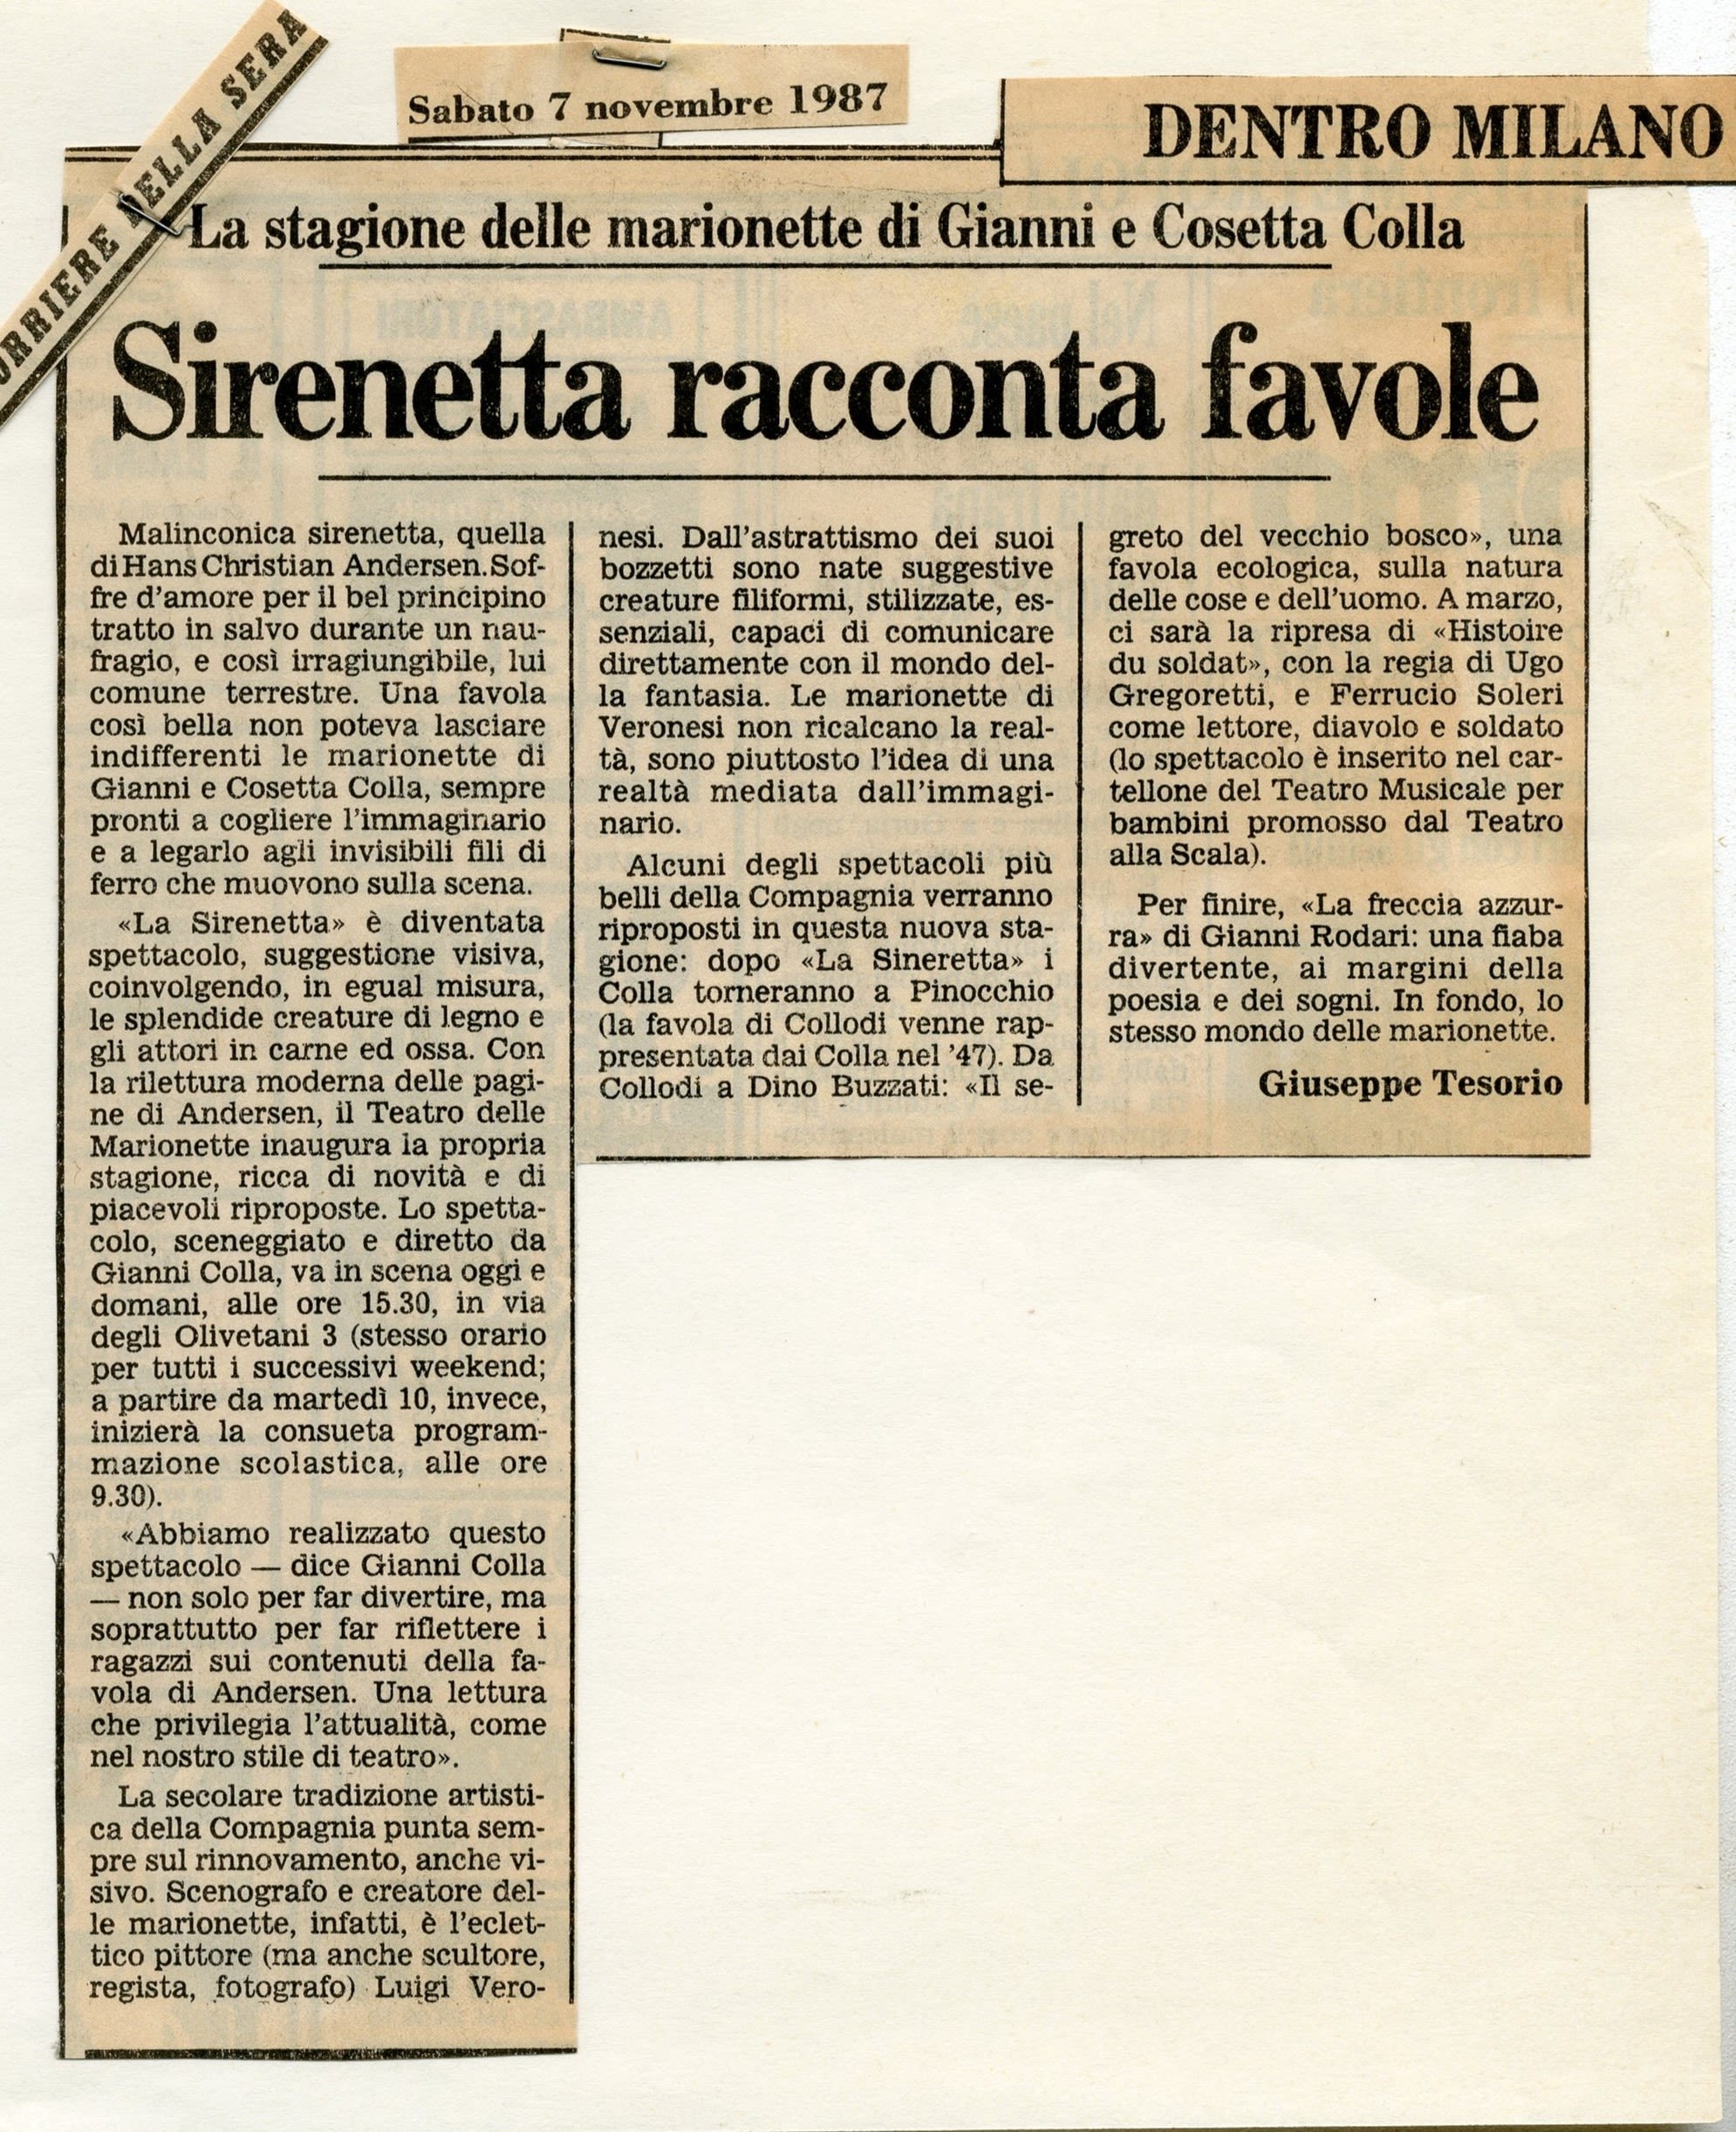 CORRIERE DELLA SERA
Sabato 7 novembre 1987
DENTRO MILANO
La stagione delle marionette di Gianni e Cosetta Colla
Sirenetta racconta favole
Malinconica sirenetta, quella
di Hans Christian Andersen. Sof-
fre d'amore per il bel principino
tratto in salvo durante un nau-
fragio, e così irragiungibile, lui
comune terrestre. Una favola
così bella non poteva lasciare
indifferenti le marionette di
Gianni e Cosetta Colla, sempre
pronti a cogliere l'immaginario
e a legarlo agli invisibili fili di
ferro che muovono sulla scena.
«La Sirenetta» è diventata
spettacolo, suggestione visiva,
coinvolgendo, in egual misura,
le splendide creature di legno e
gli attori in carne ed ossa. Con
la rilettura moderna delle pagi-
ne di Andersen, il Teatro delle
Marionette inaugura la propria
stagione, ricca di novità e di
piacevoli riproposte. Lo spetta-
colo, sceneggiato e diretto da
Gianni Colla, va in scena oggi e
domani, alle ore 15.30, in via
degli Olivetani 3 (stesso orario
per tutti i successivi weekend;
a partire da martedì 10, invece,
inizierà la consueta program-
mazione scolastica, alle ore
9.30).
«Abbiamo realizzato questo
spettacolo — dice Gianni Colla
— non solo per far divertire, ma
soprattutto per far riflettere i
ragazzi sui contenuti della fa-
vola di Andersen. Una lettura
che privilegia l'attualità, come
nel nostro stile di teatro».
La secolare tradizione artisti-
ca della Compagnia punta sem-
pre sul rinnovamento, anche vi-
sivo. Scenografo e creatore del-
le marionette, infatti, è l'eclet-
tico pittore (ma anche scultore,
regista, fotografo) Luigi Vero-
nesi. Dall'astrattismo dei suoi
bozzetti sono nate suggestive
creature filiformi, stilizzate, es-
senziali, capaci di comunicare
direttamente con il mondo del-
la fantasia. Le marionette di
Veronesi non ricalcano la real-
tà, sono piuttosto l'idea di una
realtà mediata dall'immagi-
nario.
Alcuni degli spettacoli più
belli della Compagnia verranno
riproposti in questa nuova sta-
gione: dopo «La Sineretta» i
Colla torneranno a Pinocchio
(la favola di Collodi venne rap-
presentata dai Colla nel '47). Da
Collodi a Dino Buzzati: «Il se-
greto del vecchio bosco», una
favola ecologica, sulla natura
delle cose e dell'uomo. A marzo,
ci sarà la ripresa di «Histoire
du soldat», con la regia di Ugo
Gregoretti, e Ferrucio Soleri
come lettore, diavolo e soldato
(lo spettacolo è inserito nel car-
tellone del Teatro Musicale per
bambini promosso dal Teatro
alla Scala).
Per finire, «La freccia azzur-
ra» di Gianni Rodari: una fiaba
divertente, ai margini della
poesia e dei sogni. In fondo, lo
stesso mondo delle marionette.
Giuseppe Tesorio